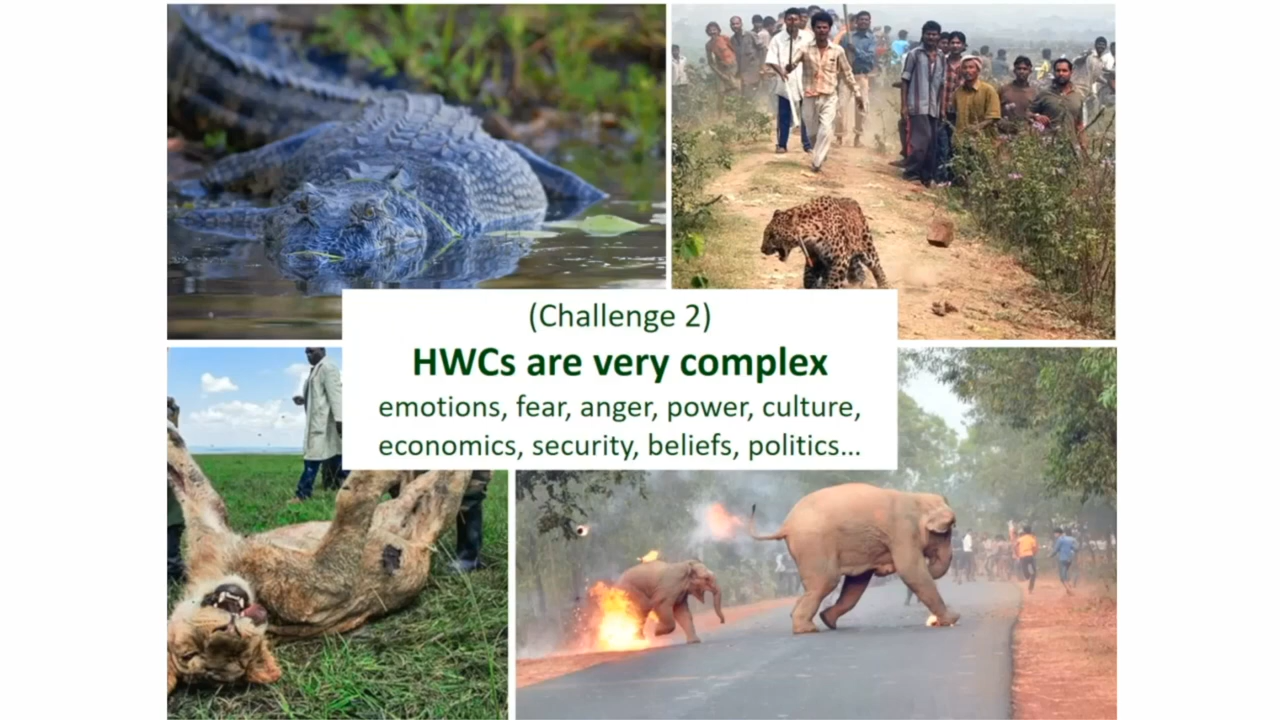 (Challenge 2)
HWCs are very complex
emotions, fear, anger, power, culture,
economics, security, beliefs, politics...